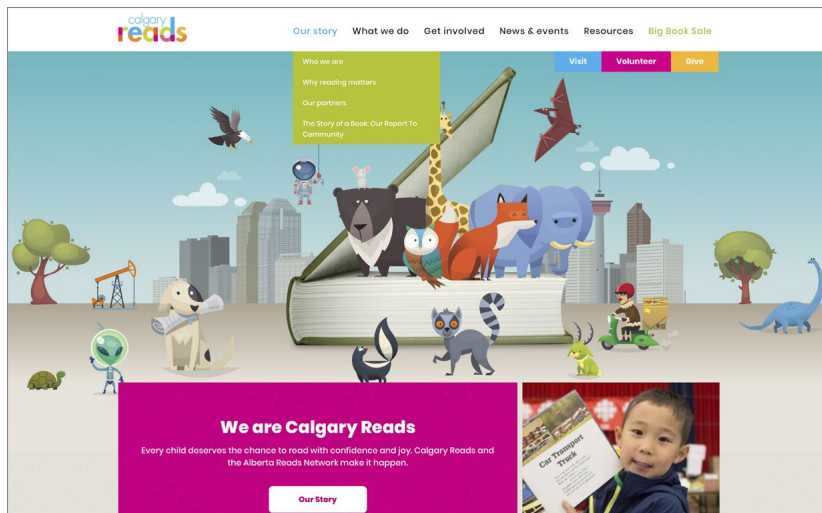 calgary
reads
Our story What we do Get involved News & events Resources Big Book Sale
Visit Volunteer Give
Who we are
Why reading matters
Our partners
The Story of a Book: Our Report To
Community
We are Calgary Reads
Every child deserves the chance to read with confidence and joy. Calgary Reads and
the Alberta Reads Network make it happen.
Our Story
Car Transport
Truck